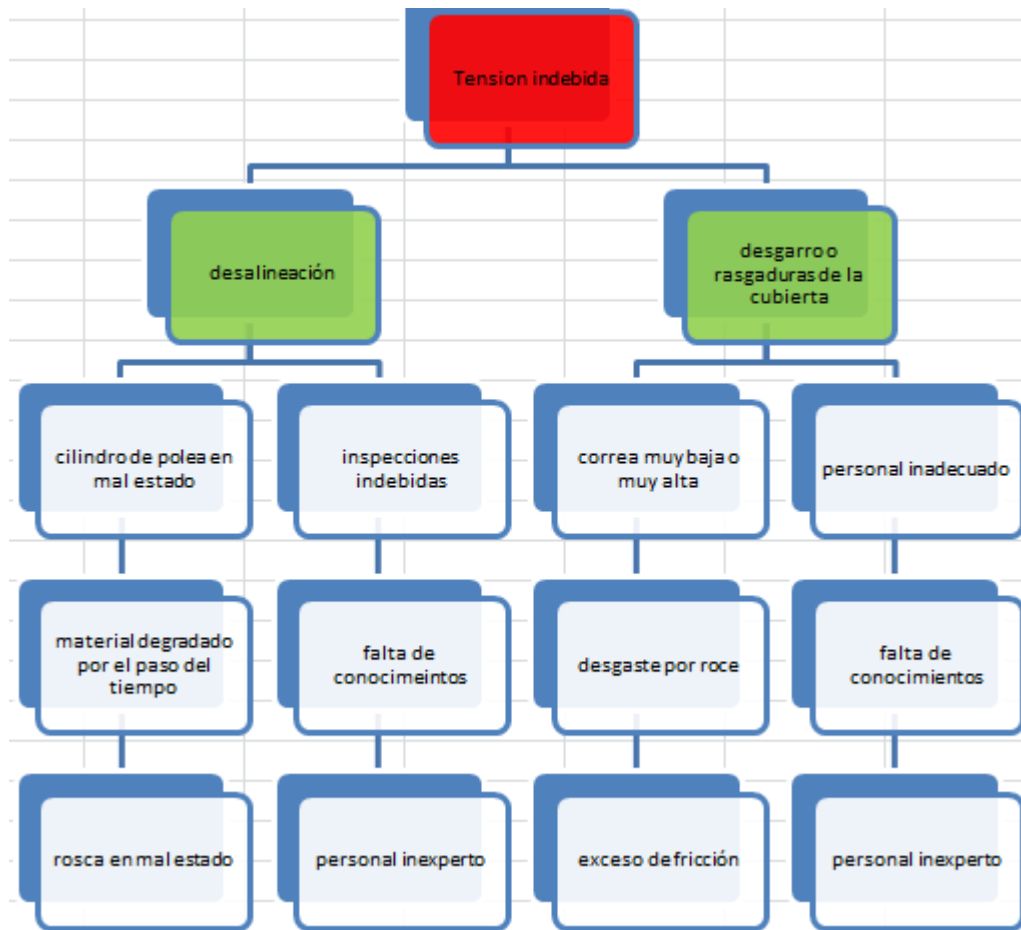 Tension indebida
desalineación
desgarro o
rasgaduras de la
cubierta
cilindro de polea en
mal estado
inspecciones
indebidas
correa muy baja o
muy alta
personal inadecuado
material degradado
por el paso del
tiempo
falta de
conocimeintos
desgaste por roce
falta de
conocimientos
rosca en mal estado
personal inexperto
exceso de fricción
personal inexperto